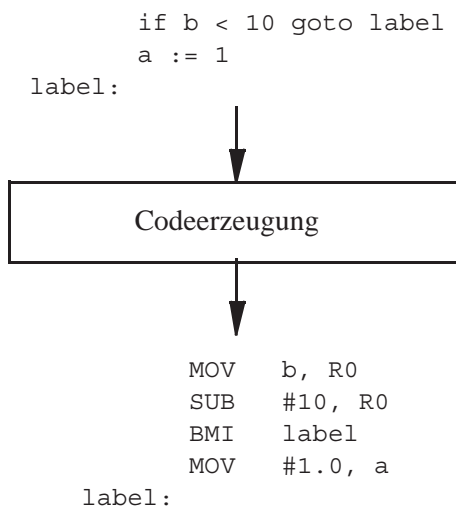 if b < 10 goto label
a := 1
label:
Codeerzeugung
MOV b, R0
SUB #10, R0
BMI label
MOV #1.0, a
label: